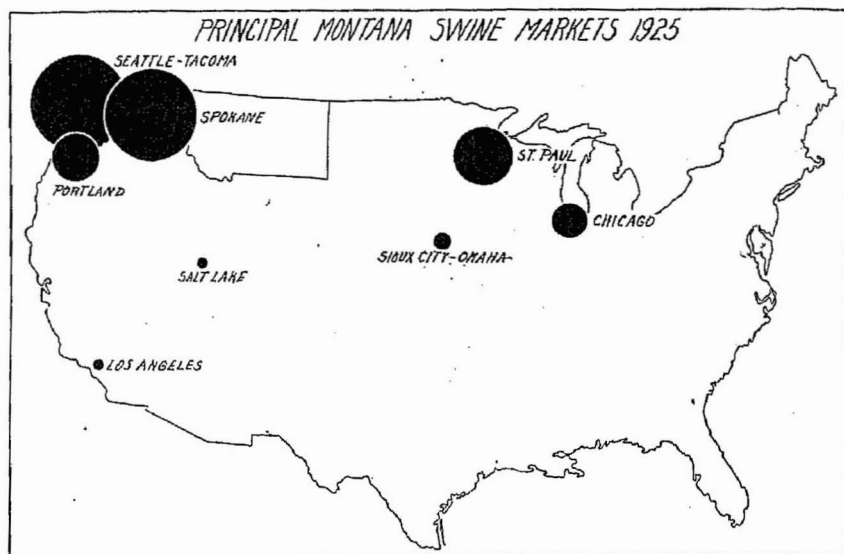 PRINCIPAL MONTANA SWINE MARKETS 1925
SEATTLE-TACOMA
SPOKANE
ST. PAUL
PORTLAND
CHICAGO
SIOUX CITY-OMAHA
SALT LAKE
LOS ANGELES